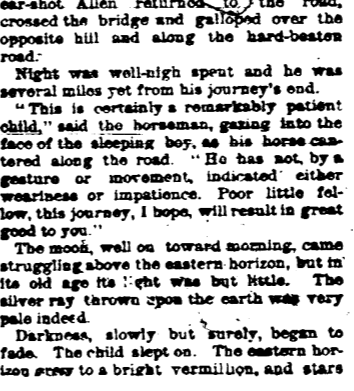 ear-shot Allen returned to the road,
crossed the bridge and galloped over the
opposite hill and along the hard-beaten
road.
Night was well-nigh spent and he was
several miles yet from his journey's end.
"This is certainly a remarkably patient
child," said the horseman, gazing into the
face of the sleeping boy, as his horse can-
tered along the road. "He has not, by a
gesture or movement, indicated either
weariness or impatience. Poor little fel-
low, this journey, I hope, will result in great
good to you."
The moon, well on toward morning, came
struggling above the eastern horizon, but in
its old age its light was but little. The
silver ray thrown upon the earth was very
pale indeed.
Darkness, slowly but surely, began to
fade. The child slept on. The eastern hor-
izon grew to a bright vermilion, and stars